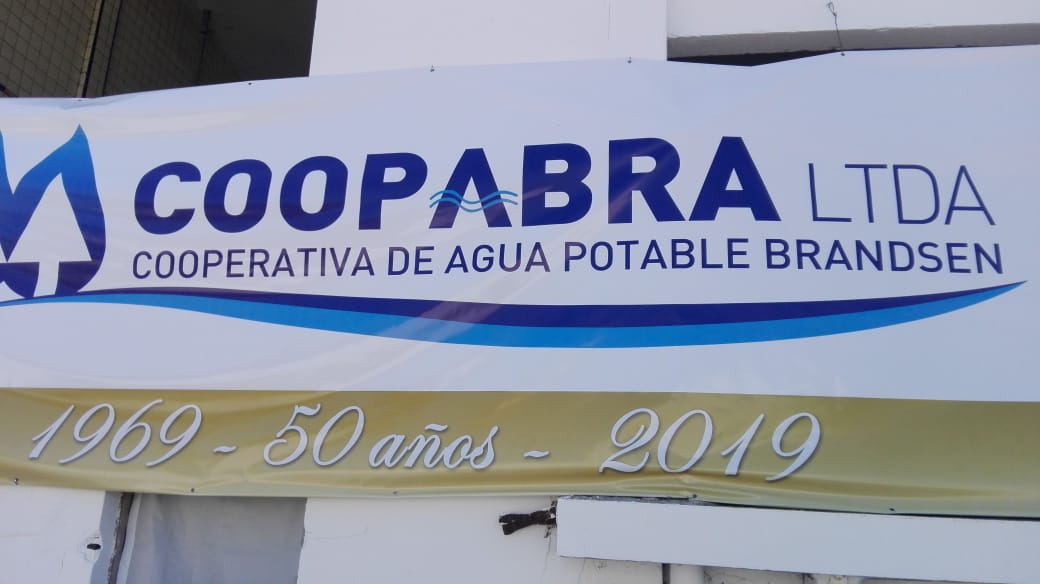 COOPABRA LTDA
COOPERATIVA DE AGUA POTABLE BRANDSEN
1969 - 50 años - 2019